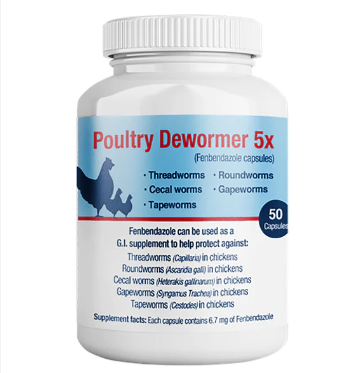 Poultry Dewormer 5x
(Fenbendazole capsules)
· Threadworms · Roundworms
· Cecal worms · Gapeworms
· Tapeworms
50
Capsules
Fenbendazole can be used as a
G.I. supplement to help protect against:
Threadworms (Capillaria) in chickens
Roundworms (Ascaridia galli) in chickens
Cecal worms (Heterakis gallinarum) in chickens
Gapeworms (Syngamus Trachea) in chickens
Tapeworms (Cestodes) in chickens
Supplement facts: Each capsule contains 6.7 mg of Fenbendazole